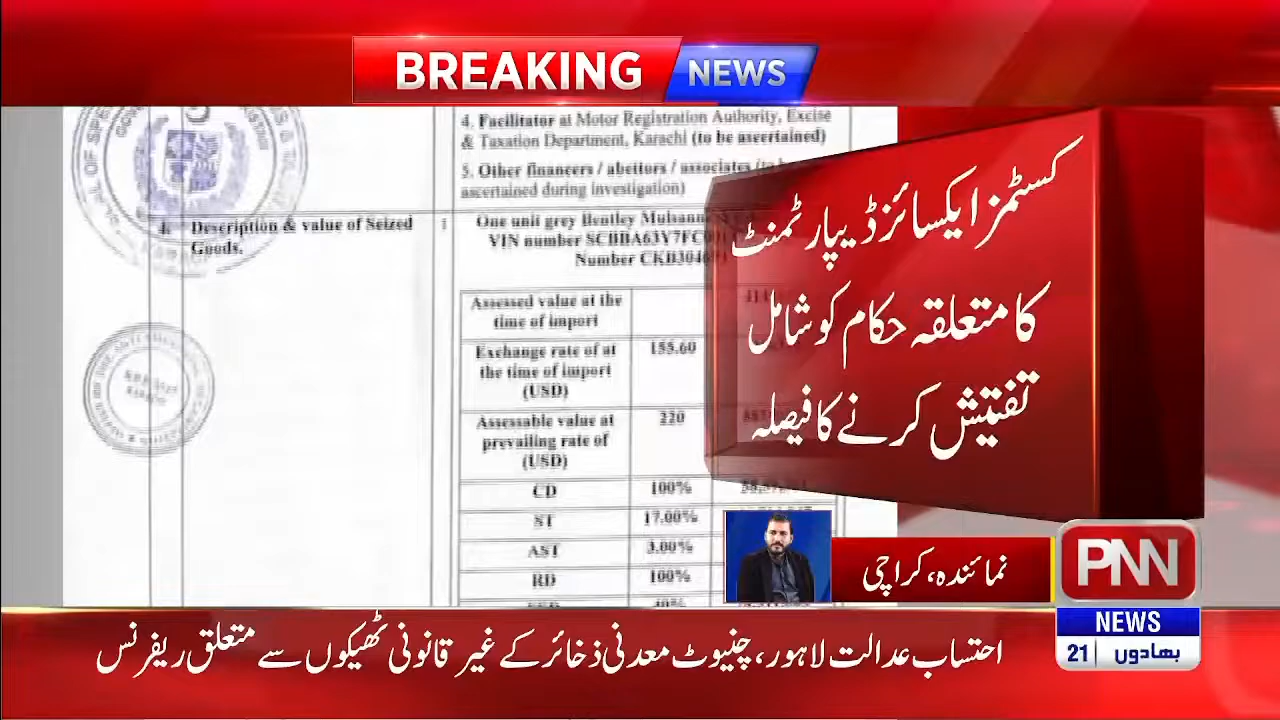 BREAKING NEWS
4. Facilitator at Motor Registration Authority, Excise
& Taxation Department, Karachi (to be ascertained)
5. Other financers / abettors / associates
ascertained during investigation)
Description & value of Seized
Goods.
:
One unit grey Bentley Mulsanne
VIN number
Number
Assessed value at the
time of import
Exchange rate of at
the time of import
(USD)
155.60
Assessable value at
prevailing rate of
(USD)
220
CD 100%
ST 17.00%
AST 3.00%
RD 100%
کسٹمز ایکسائز ڈیپارٹمنٹ
کا متعلقہ حکام کو شامل
تفتیش کرنے کا فیصلہ
نمائندہ، کراچی
PNN
NEWS
21 بھادوں
احتساب عدالت لاہور، چنیوٹ معدنی ذخائر کے غیر قانونی ٹھیکوں سے متعلق ریفرنس